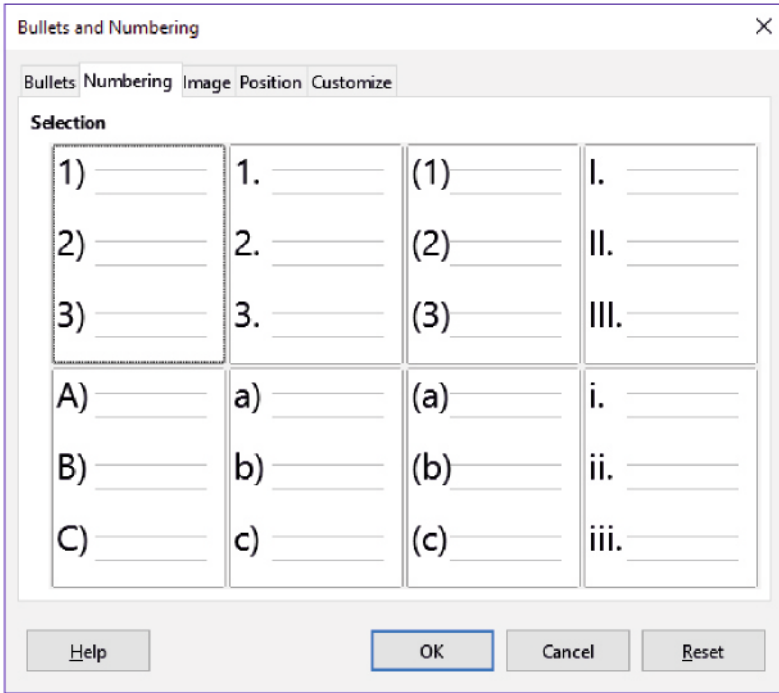 Bullets and Numbering
Bullets Numbering Image Position Customize
Selection
1) 1. (1) I.
2) 2. (2) II.
3) 3. (3) III.
A) a) (a) i.
B) b) (b) ii.
C) c) (c) iii.
Help OK Cancel Reset